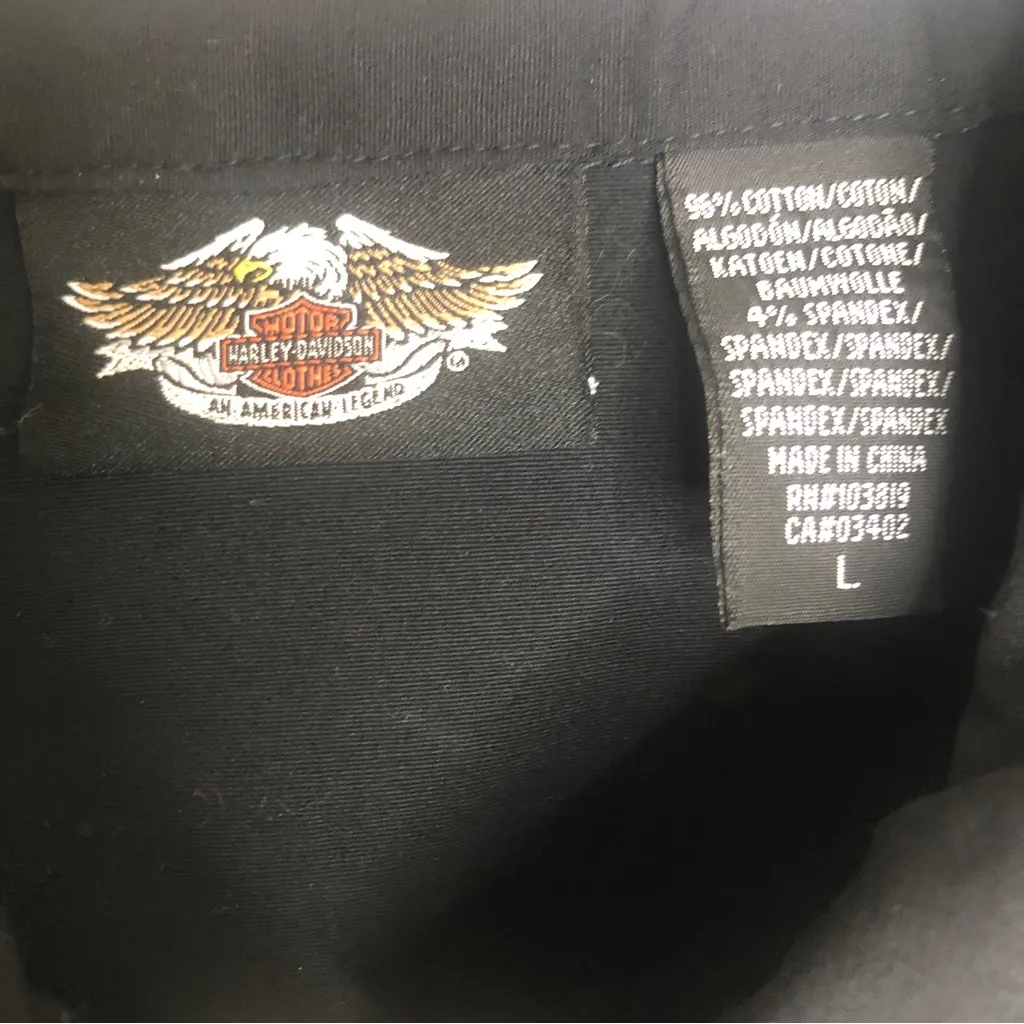 MOTOR
HARLEY-DAVIDSON
CLOTHES
AN AMERICAN LEGEND
96% COTTON/COTON/
ALGODÓN/ALGODÃO/
KATOEN/COTONE/
BAUMWOLLE
4% SPANDEX/
SPANDEX/SPANDEX/
SPANDEX/SPANDEX/
SPANDEX/SPANDEX
MADE IN CHINA
RN#103819
CA#03402
L